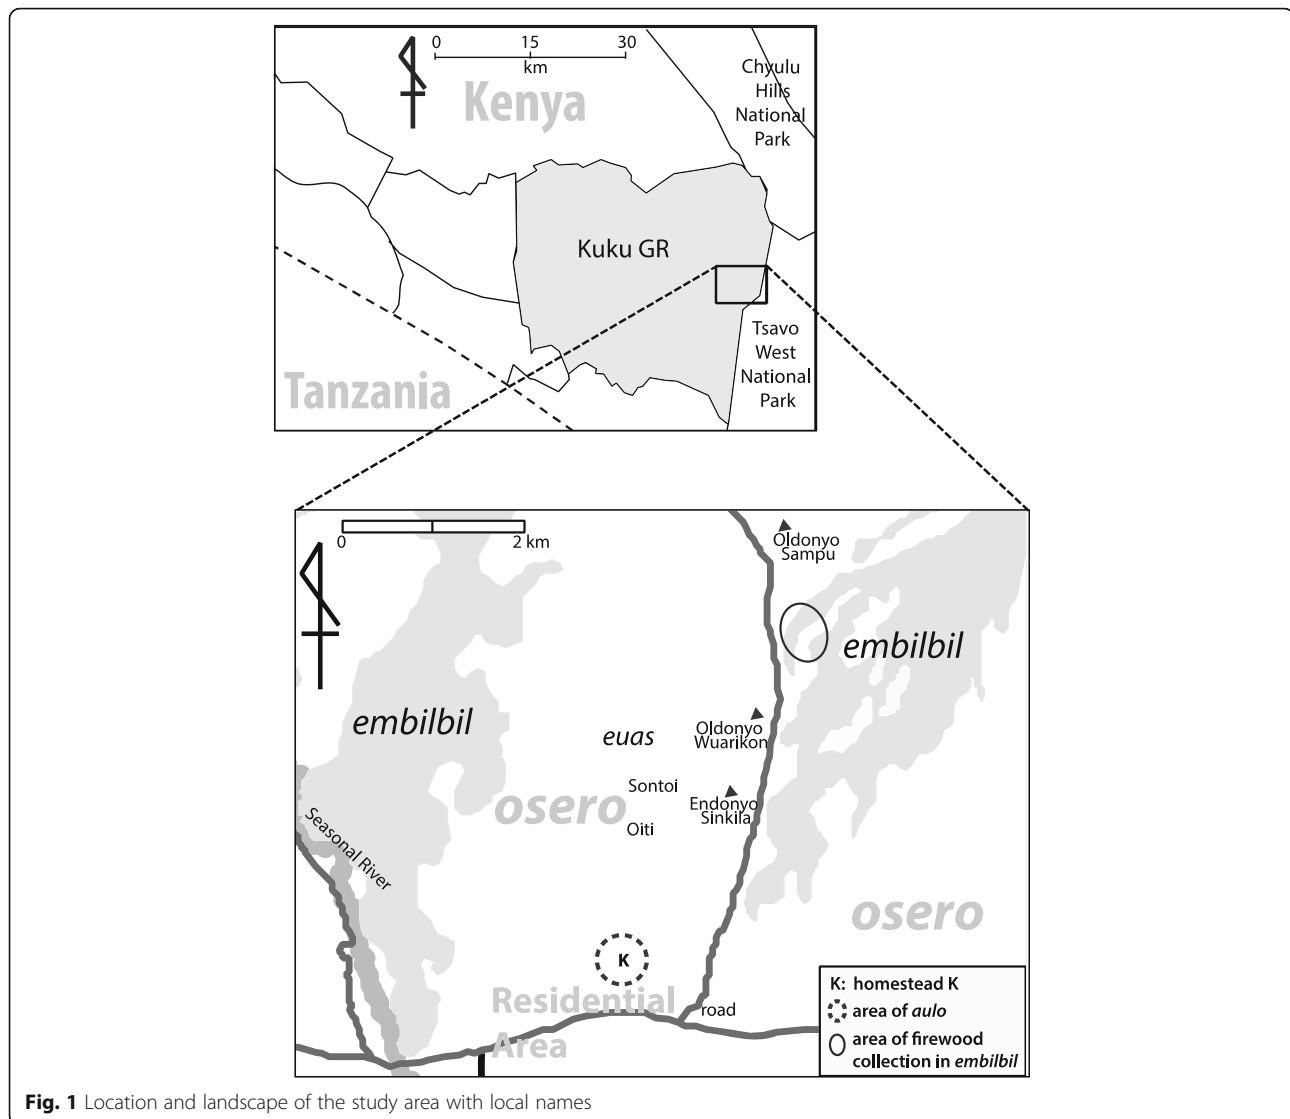 0 15 30
km
Kenya
Chyulu
Hills
National
Park
Kuku GR
Tsavo
West
National
Park
Tanzania
0 2 km
Oldonyo
Sampu
embilbil
embilbil
euas
Oldonyo
Wuarikon
Sontoi
osero
Endonyo
Sinkila
Oiti
Seasonal River
osero
K
Residential
Area
road
K: homestead K
area of aulo
area of firewood
collection in embilbil
Fig. 1 Location and landscape of the study area with local names